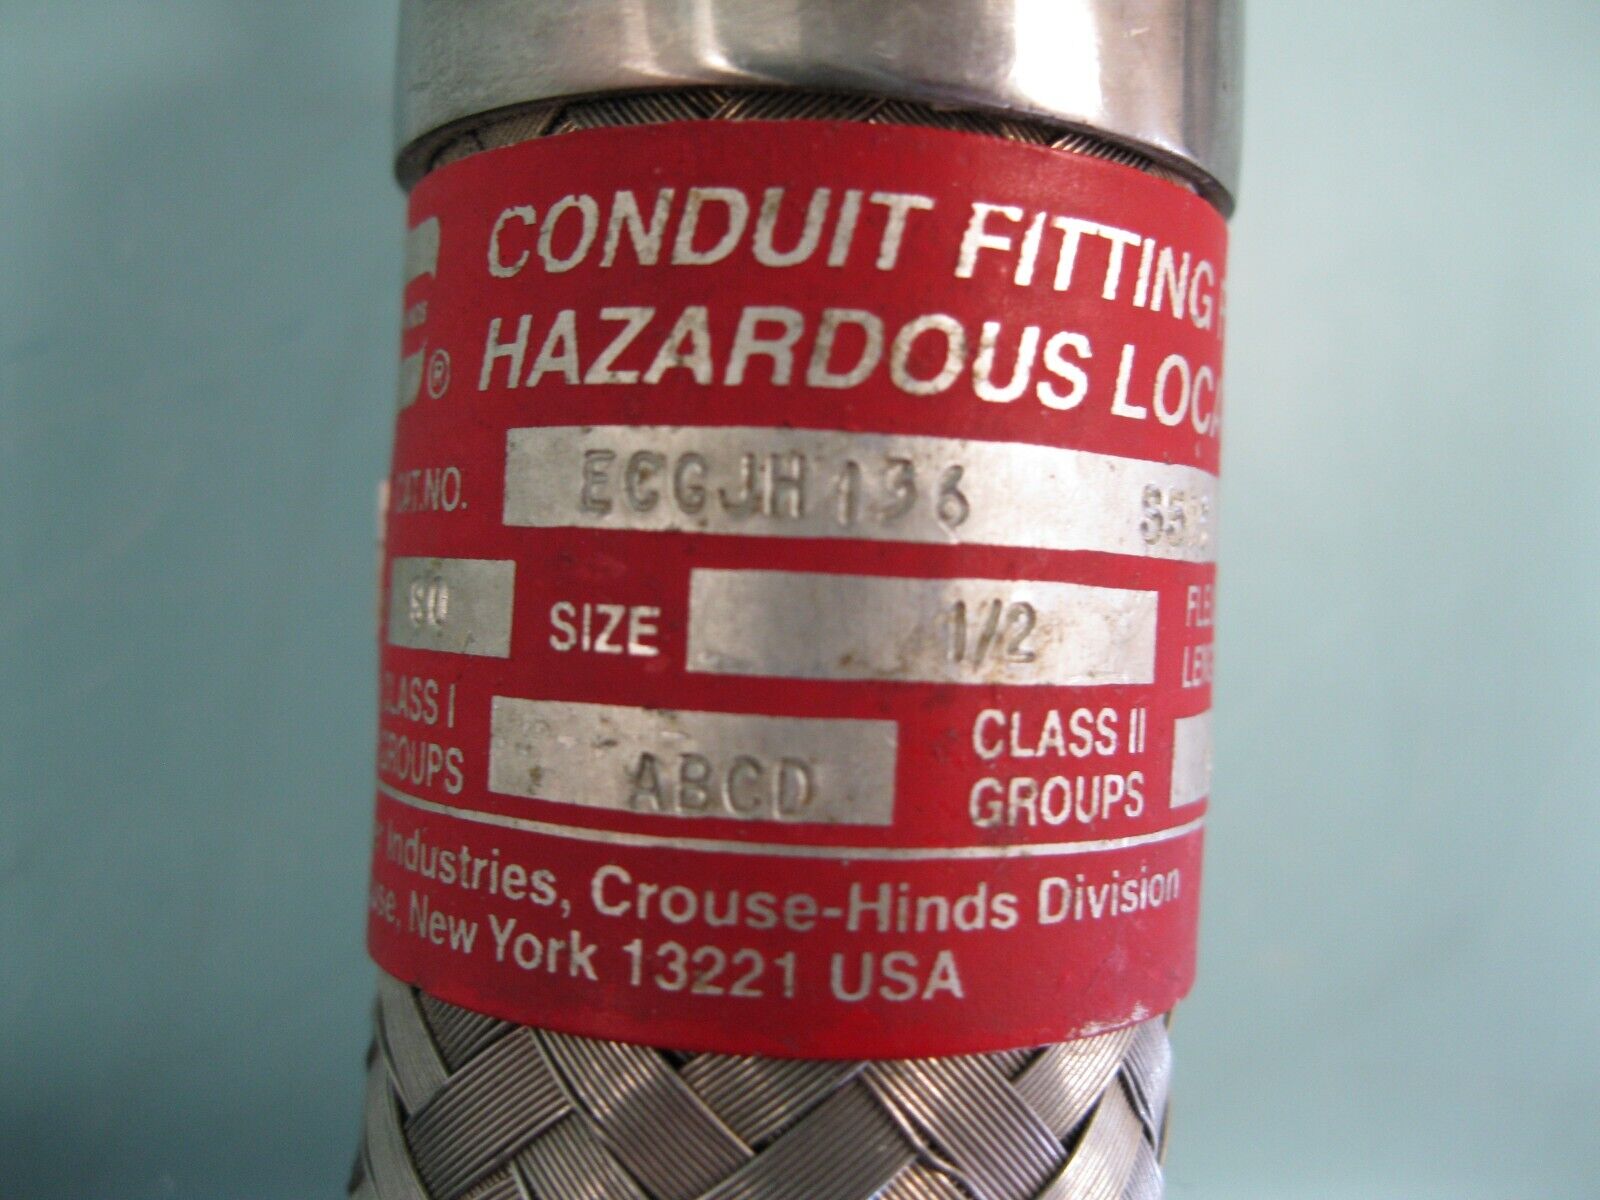 CONDUIT FITTING
HAZARDOUS
®
CAT. NO. ECGJH136
SIZE 1/2
CLASS I
GROUPS ABCD
CLASS II
GROUPS
Industries, Crouse-Hinds Division
New York 13221 USA